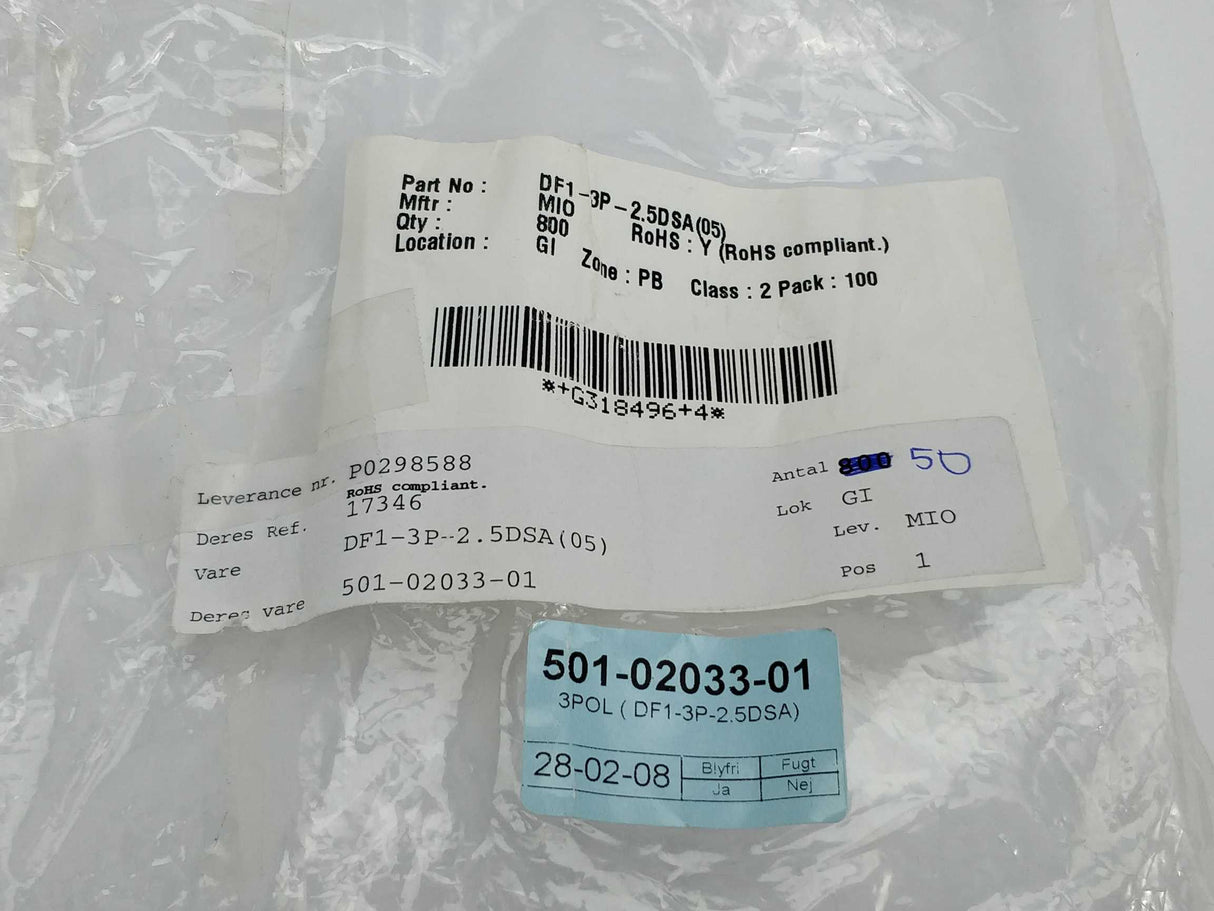 Part No : DF1-3P-2.5DSA(05)
Mftr : MIO
Qty : 800 RoHS : Y (RoHS compliant.)
Location : GI Zone : PB Class : 2 Pack : 100
*+G318496+4*
Leverance nr. P0298588 Antal 800 50
RoHS compliant.
Deres Ref. 17346 Lok GI
Vare DF1-3P-2.5DSA(05) Lev. MIO
Deres vare 501-02033-01 Pos 1
501-02033-01
3POL ( DF1-3P-2.5DSA)
28-02-08 Blyfri Fugt
Ja Nej